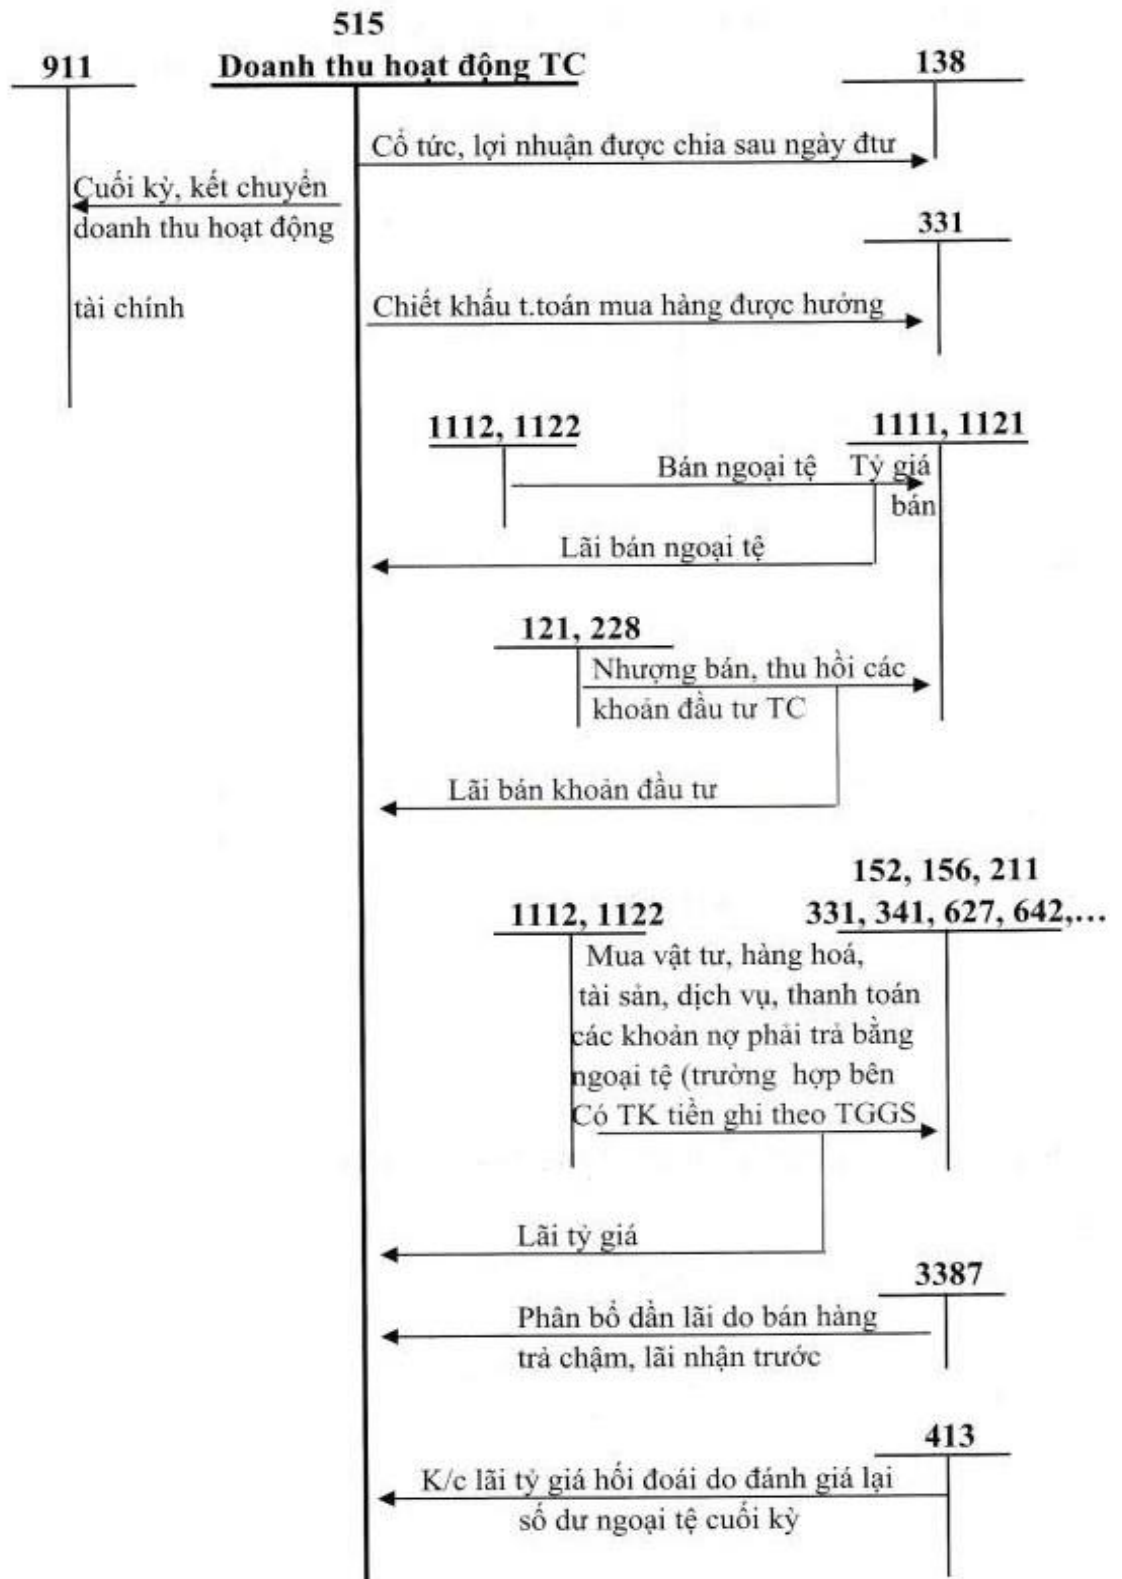 515
911
Doanh thu hoạt động TC
138
Cổ tức, lợi nhuận được chia sau ngày đtư
Cuối kỳ, kết chuyển
doanh thu hoạt động
tài chính
331
Chiết khấu t.toán mua hàng được hưởng
1112, 1122
1111, 1121
Bán ngoại tệ
Tỷ giá
bán
Lãi bán ngoại tệ
121, 228
Nhượng bán, thu hồi các
khoản đầu tư TC
Lãi bán khoản đầu tư
152, 156, 211
1112, 1122
331, 341, 627, 642,...
Mua vật tư, hàng hoá,
tài sản, dịch vụ, thanh toán
các khoản nợ phải trả bằng
ngoại tệ (trường hợp bên
Có TK tiền ghi theo TGGS
Lãi tỷ giá
3387
Phân bổ dần lãi do bán hàng
trả chậm, lãi nhận trước
413
K/c lãi tỷ giá hối đoái do đánh giá lại
số dư ngoại tệ cuối kỳ